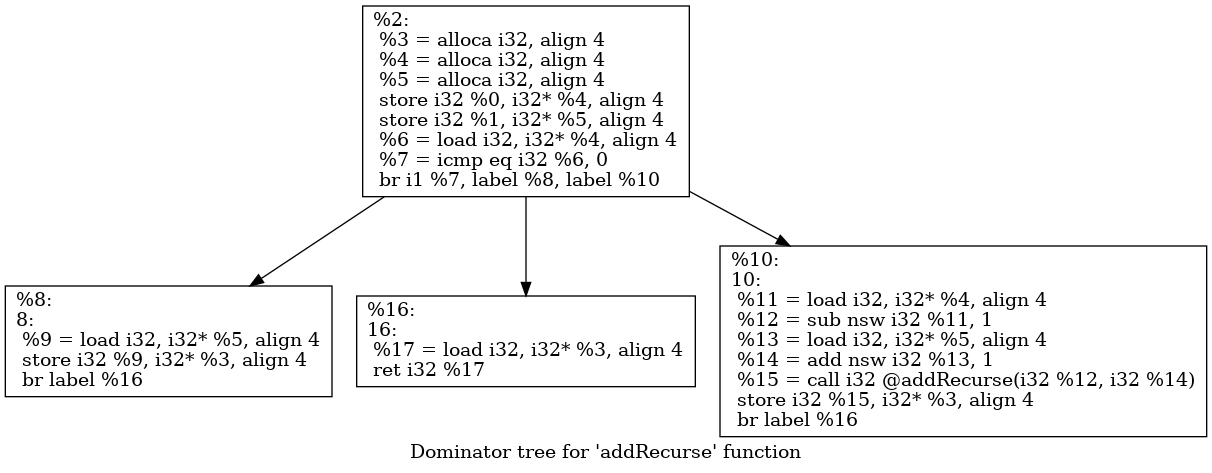 %2:
%3 = alloca i32, align 4
%4 = alloca i32, align 4
%5 = alloca i32, align 4
store i32 %0, i32* %4, align 4
store i32 %1, i32* %5, align 4
%6 = load i32, i32* %4, align 4
%7 = icmp eq i32 %6, 0
br i1 %7, label %8, label %10
%8:
8:
%9 = load i32, i32* %5, align 4
store i32 %9, i32* %3, align 4
br label %16
%16:
16:
%17 = load i32, i32* %3, align 4
ret i32 %17
%10:
10:
%11 = load i32, i32* %4, align 4
%12 = sub nsw i32 %11, 1
%13 = load i32, i32* %5, align 4
%14 = add nsw i32 %13, 1
%15 = call i32 @addRecurse(i32 %12, i32 %14)
store i32 %15, i32* %3, align 4
br label %16
Dominator tree for 'addRecurse' function